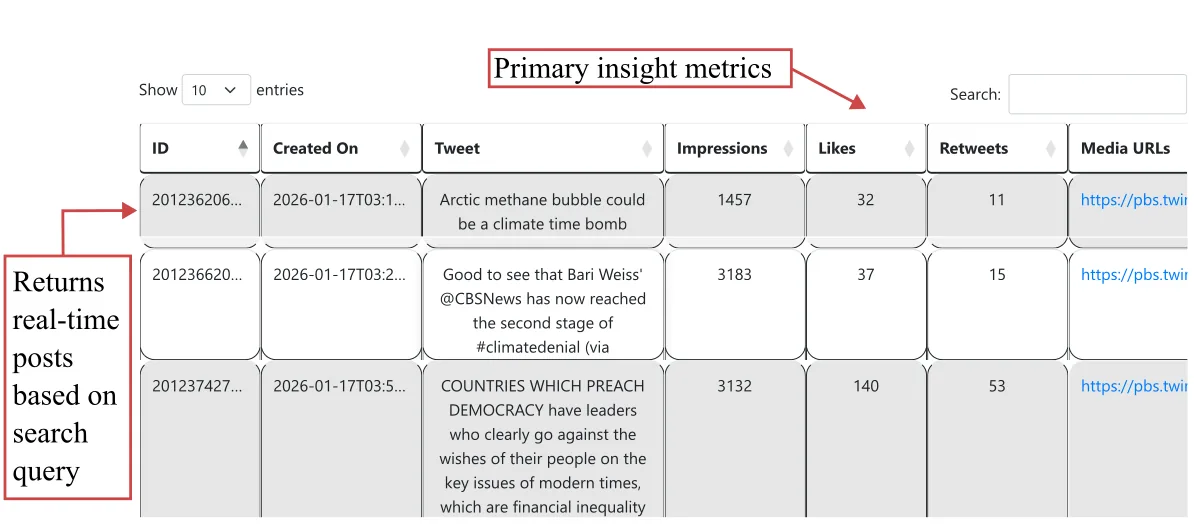 Primary insight metrics
Show 10 entries
Search:
ID Created On Tweet Impressions Likes Retweets Media URLs
201236206... 2026-01-17T03:1... Arctic methane bubble could 1457 32 11 https://pbs.twir
be a climate time bomb
201236620... 2026-01-17T03:2... Good to see that Bari Weiss' 3183 37 15 https://pbs.twir
@CBSNews has now reached
the second stage of
#climatedenial (via
201237427... 2026-01-17T03:5... COUNTRIES WHICH PREACH 3132 140 53 https://pbs.twir
DEMOCRACY have leaders
who clearly go against the
wishes of their people on the
key issues of modern times,
which are financial inequality
Returns
real-time
posts
based on
search
query